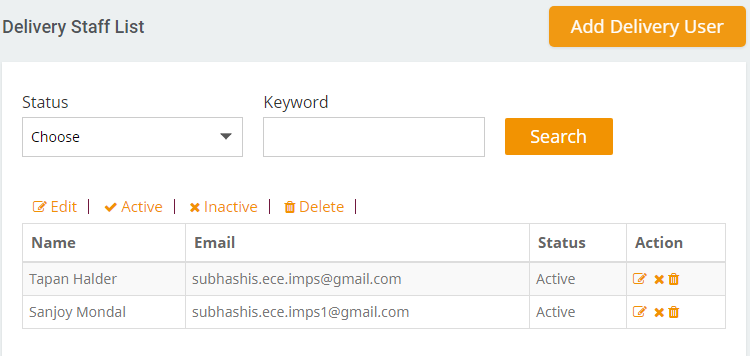 Delivery Staff List
Add Delivery User
Status
Keyword
Choose
Search
Edit | Active | Inactive | Delete |
Name Email Status Action
Tapan Halder subhashis.ece.imps@gmail.com Active
Sanjoy Mondal subhashis.ece.imps1@gmail.com Active